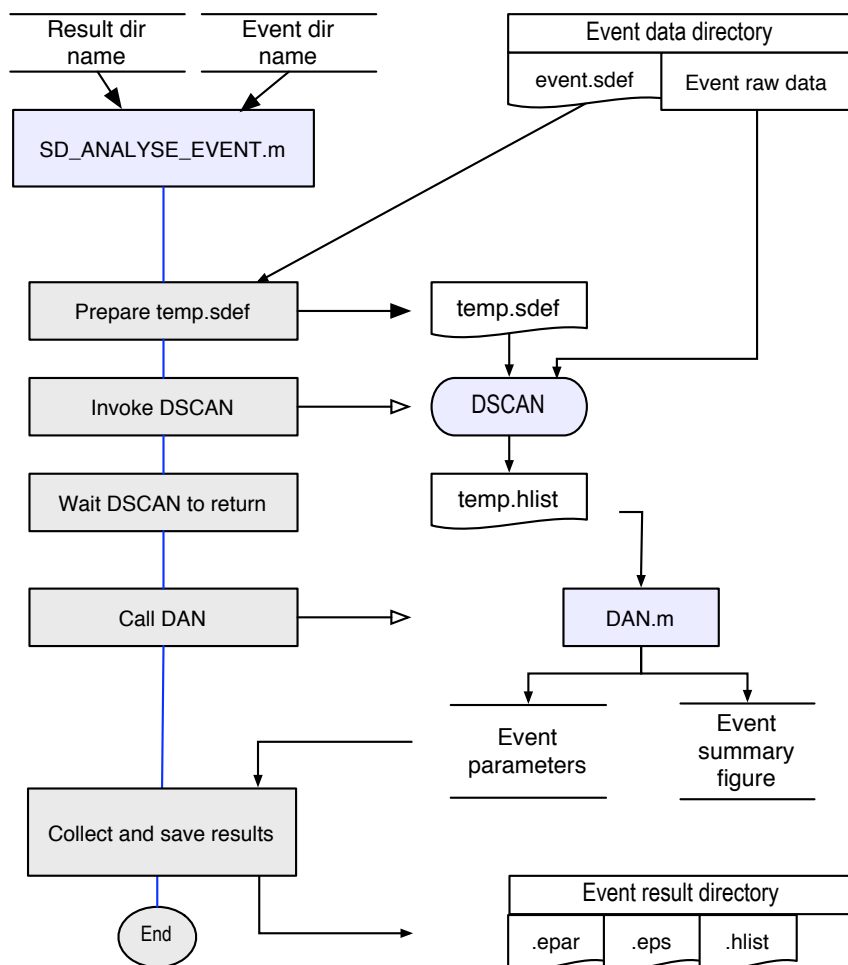 Result dir
name
Event dir
name
Event data directory
event.sdef
Event raw data
SD_ANALYSE_EVENT.m
Prepare temp.sdef
temp.sdef
Invoke DSCAN
DSCAN
Wait DSCAN to return
temp.hlist
Call DAN
DAN.m
Event
parameters
Event
summary
figure
Collect and save results
Event result directory
End
.epar
.eps
.hlist